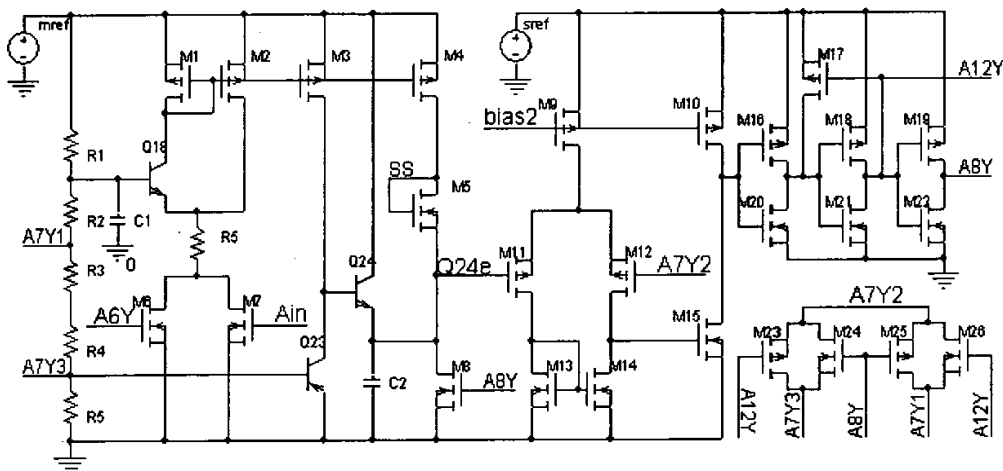 mref
sref
M1
M2
M3
M4
M17
A12Y
M9
M10
M16
M18
M19
bias2
R1
Q18
SS
M5
A8Y
R2
C1
M20
M21
M22
A7Y1
R5
0
Q24
Q24e
M11
M12
A7Y2
R3
A7Y2
A6Y
M6
M7
Ain
M15
M23
M24
M25
M26
R4
Q23
A7Y3
C2
M8
A8Y
M13
M14
R5
A12Y
A7Y3
A8Y
A7Y1
A12Y